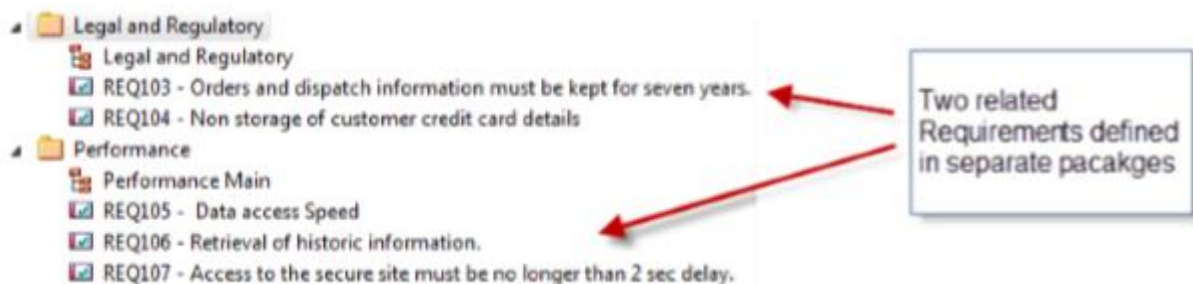 Legal and Regulatory
Legal and Regulatory
REQ103 - Orders and dispatch information must be kept for seven years.
REQ104 - Non storage of customer credit card details
Performance
Performance Main
REQ105 - Data access Speed
REQ106 - Retrieval of historic information.
REQ107 - Access to the secure site must be no longer than 2 sec delay.
Two related
Requirements defined
in separate pacakges